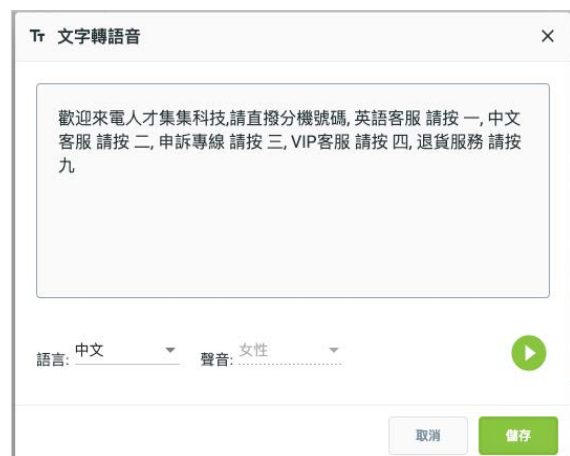 Tт 文字轉語音
歡迎來電人才集集科技,請直撥分機號碼, 英語客服 請按 一, 中文
客服 請按 二, 申訴專線 請按 三, VIP客服 請按 四, 退貨服務 請按
九
語言: 中文 聲音: 女性
取消 儲存